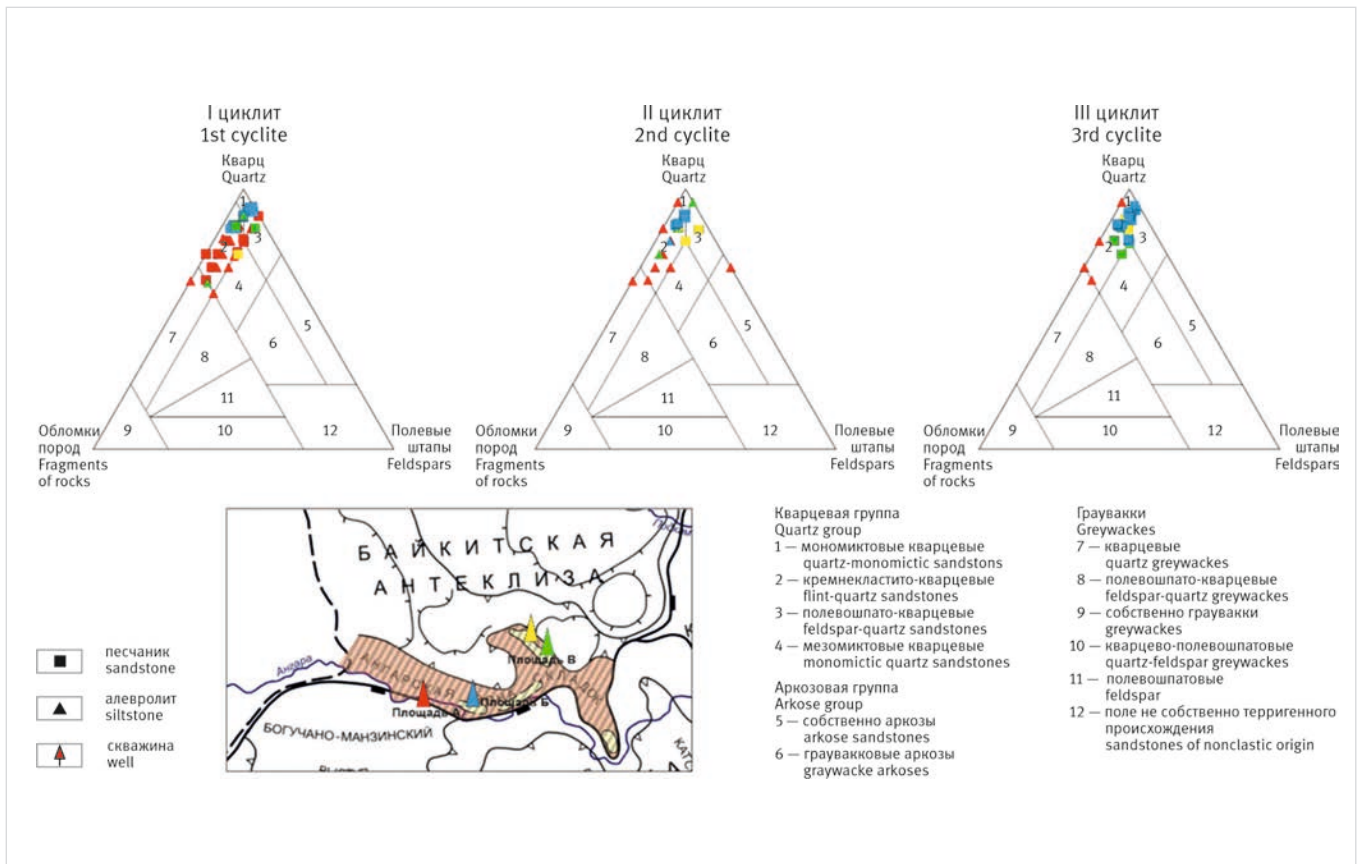 I циклит
1st cyclite
Кварц
Quartz
1
2
3
4
5
6
7
8
9
10
11
12
Обломки
пород
Fragments
of rocks
Полевые
штапы
Feldspars
II циклит
2nd cyclite
Кварц
Quartz
1
2
3
4
5
6
7
8
9
10
11
12
Обломки
пород
Fragments
of rocks
Полевые
штапы
Feldspars
III циклит
3rd cyclite
Кварц
Quartz
1
2
3
4
5
6
7
8
9
10
11
12
Обломки
пород
Fragments
of rocks
Полевые
штапы
Feldspars
песчаник
sandstone
алевролит
siltstone
скважина
well
БАЙКИТСКАЯ
АНТЕКЛИЗА
Ангара
Площадь В
Площадь А
Площадь Б
БОГУЧАНО-МАНЗИНСКИЙ
Кварцевая группа
Quartz group
1 — мономиктовые кварцевые
quartz-monomictic sandstons
2 — кремнекластито-кварцевые
flint-quartz sandstones
3 — полевошпато-кварцевые
feldspar-quartz sandstones
4 — мезомиктовые кварцевые
monomictic quartz sandstones
Аркозовая группа
Arkose group
5 — собственно аркозы
arkose sandstones
6 — граувакковые аркозы
graywacke arkoses
Граувакки
Greywackes
7 — кварцевые
quartz greywackes
8 — полевошпато-кварцевые
feldspar-quartz greywackes
9 — собственно граувакки
greywackes
10 — кварцево-полевошпатовые
quartz-feldspar greywackes
11 — полевошпатовые
feldspar
12 — поле не собственно терригенного
происхождения
sandstones of nonclastic origin